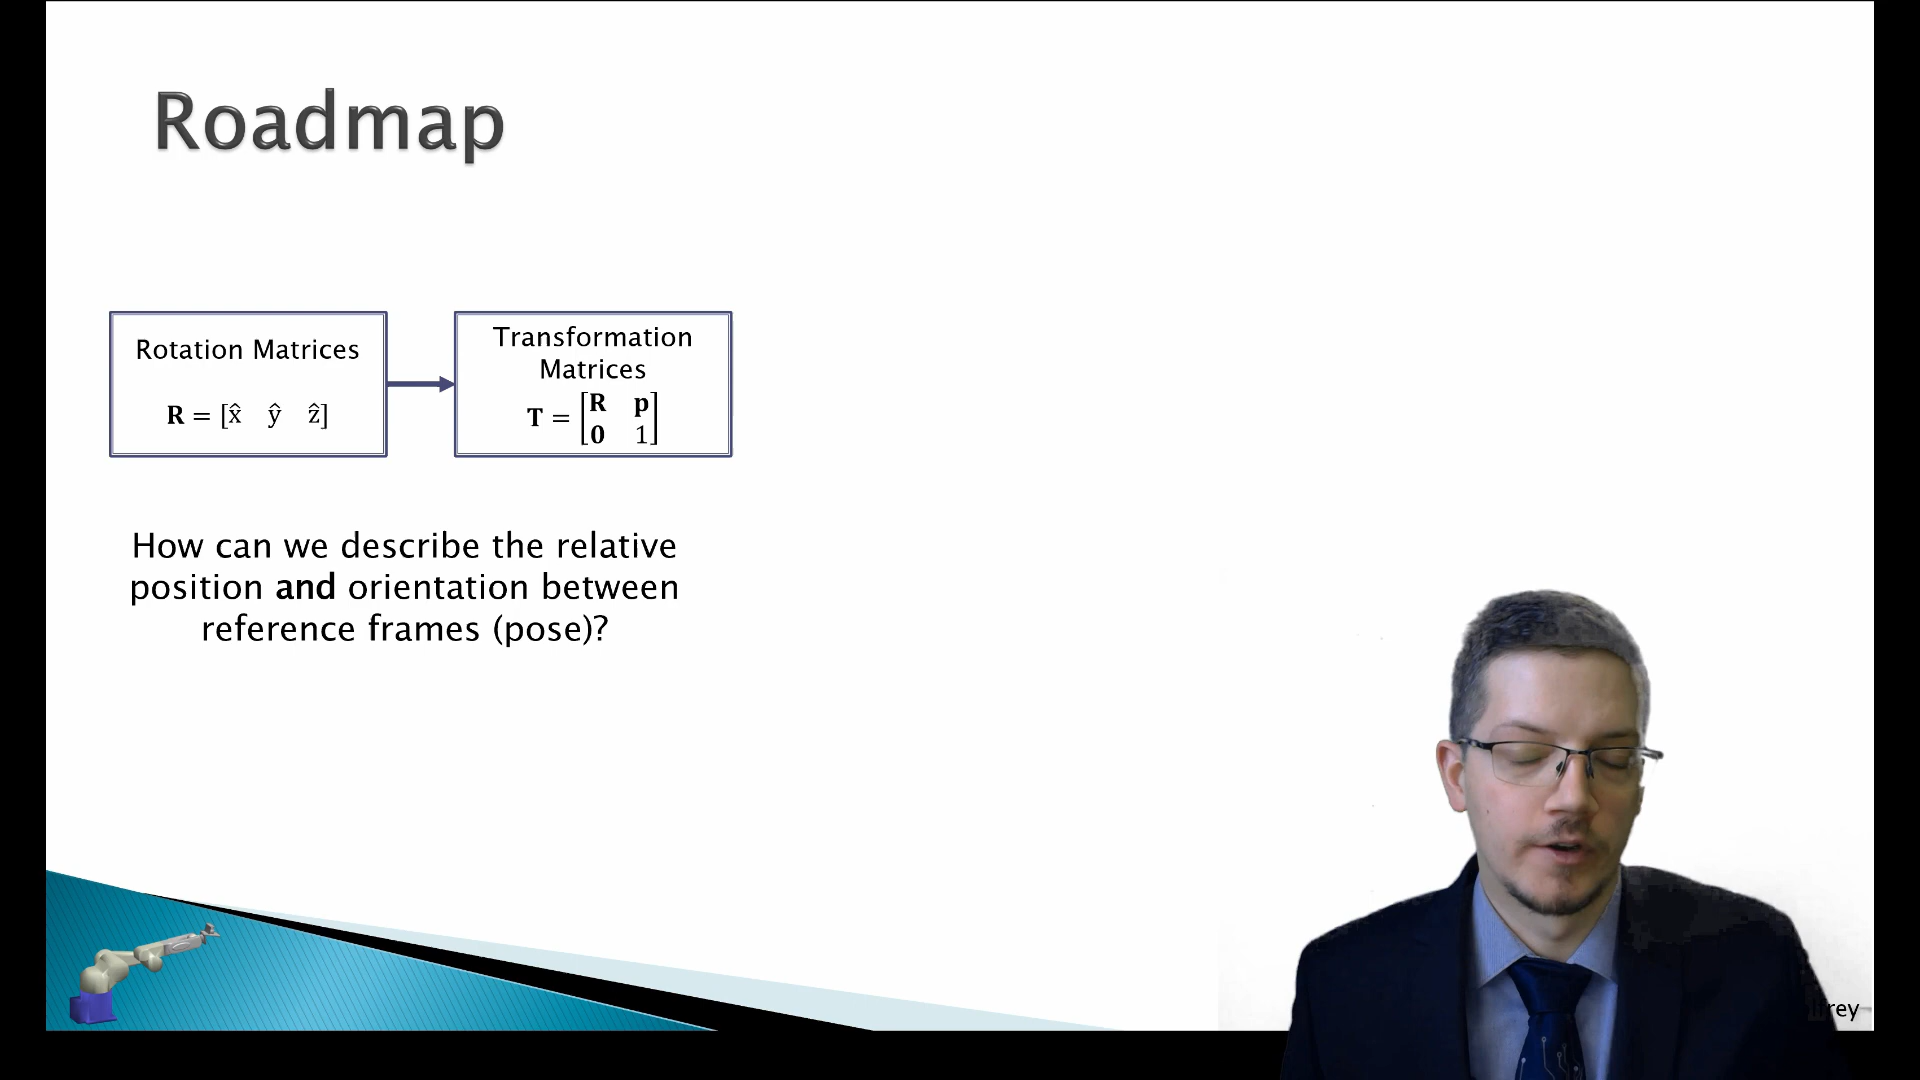 Roadmap
Rotation Matrices
R = [x̂ ŷ ẑ]
Transformation
Matrices
T = [R p
0 1]
How can we describe the relative
position and orientation between
reference frames (pose)?